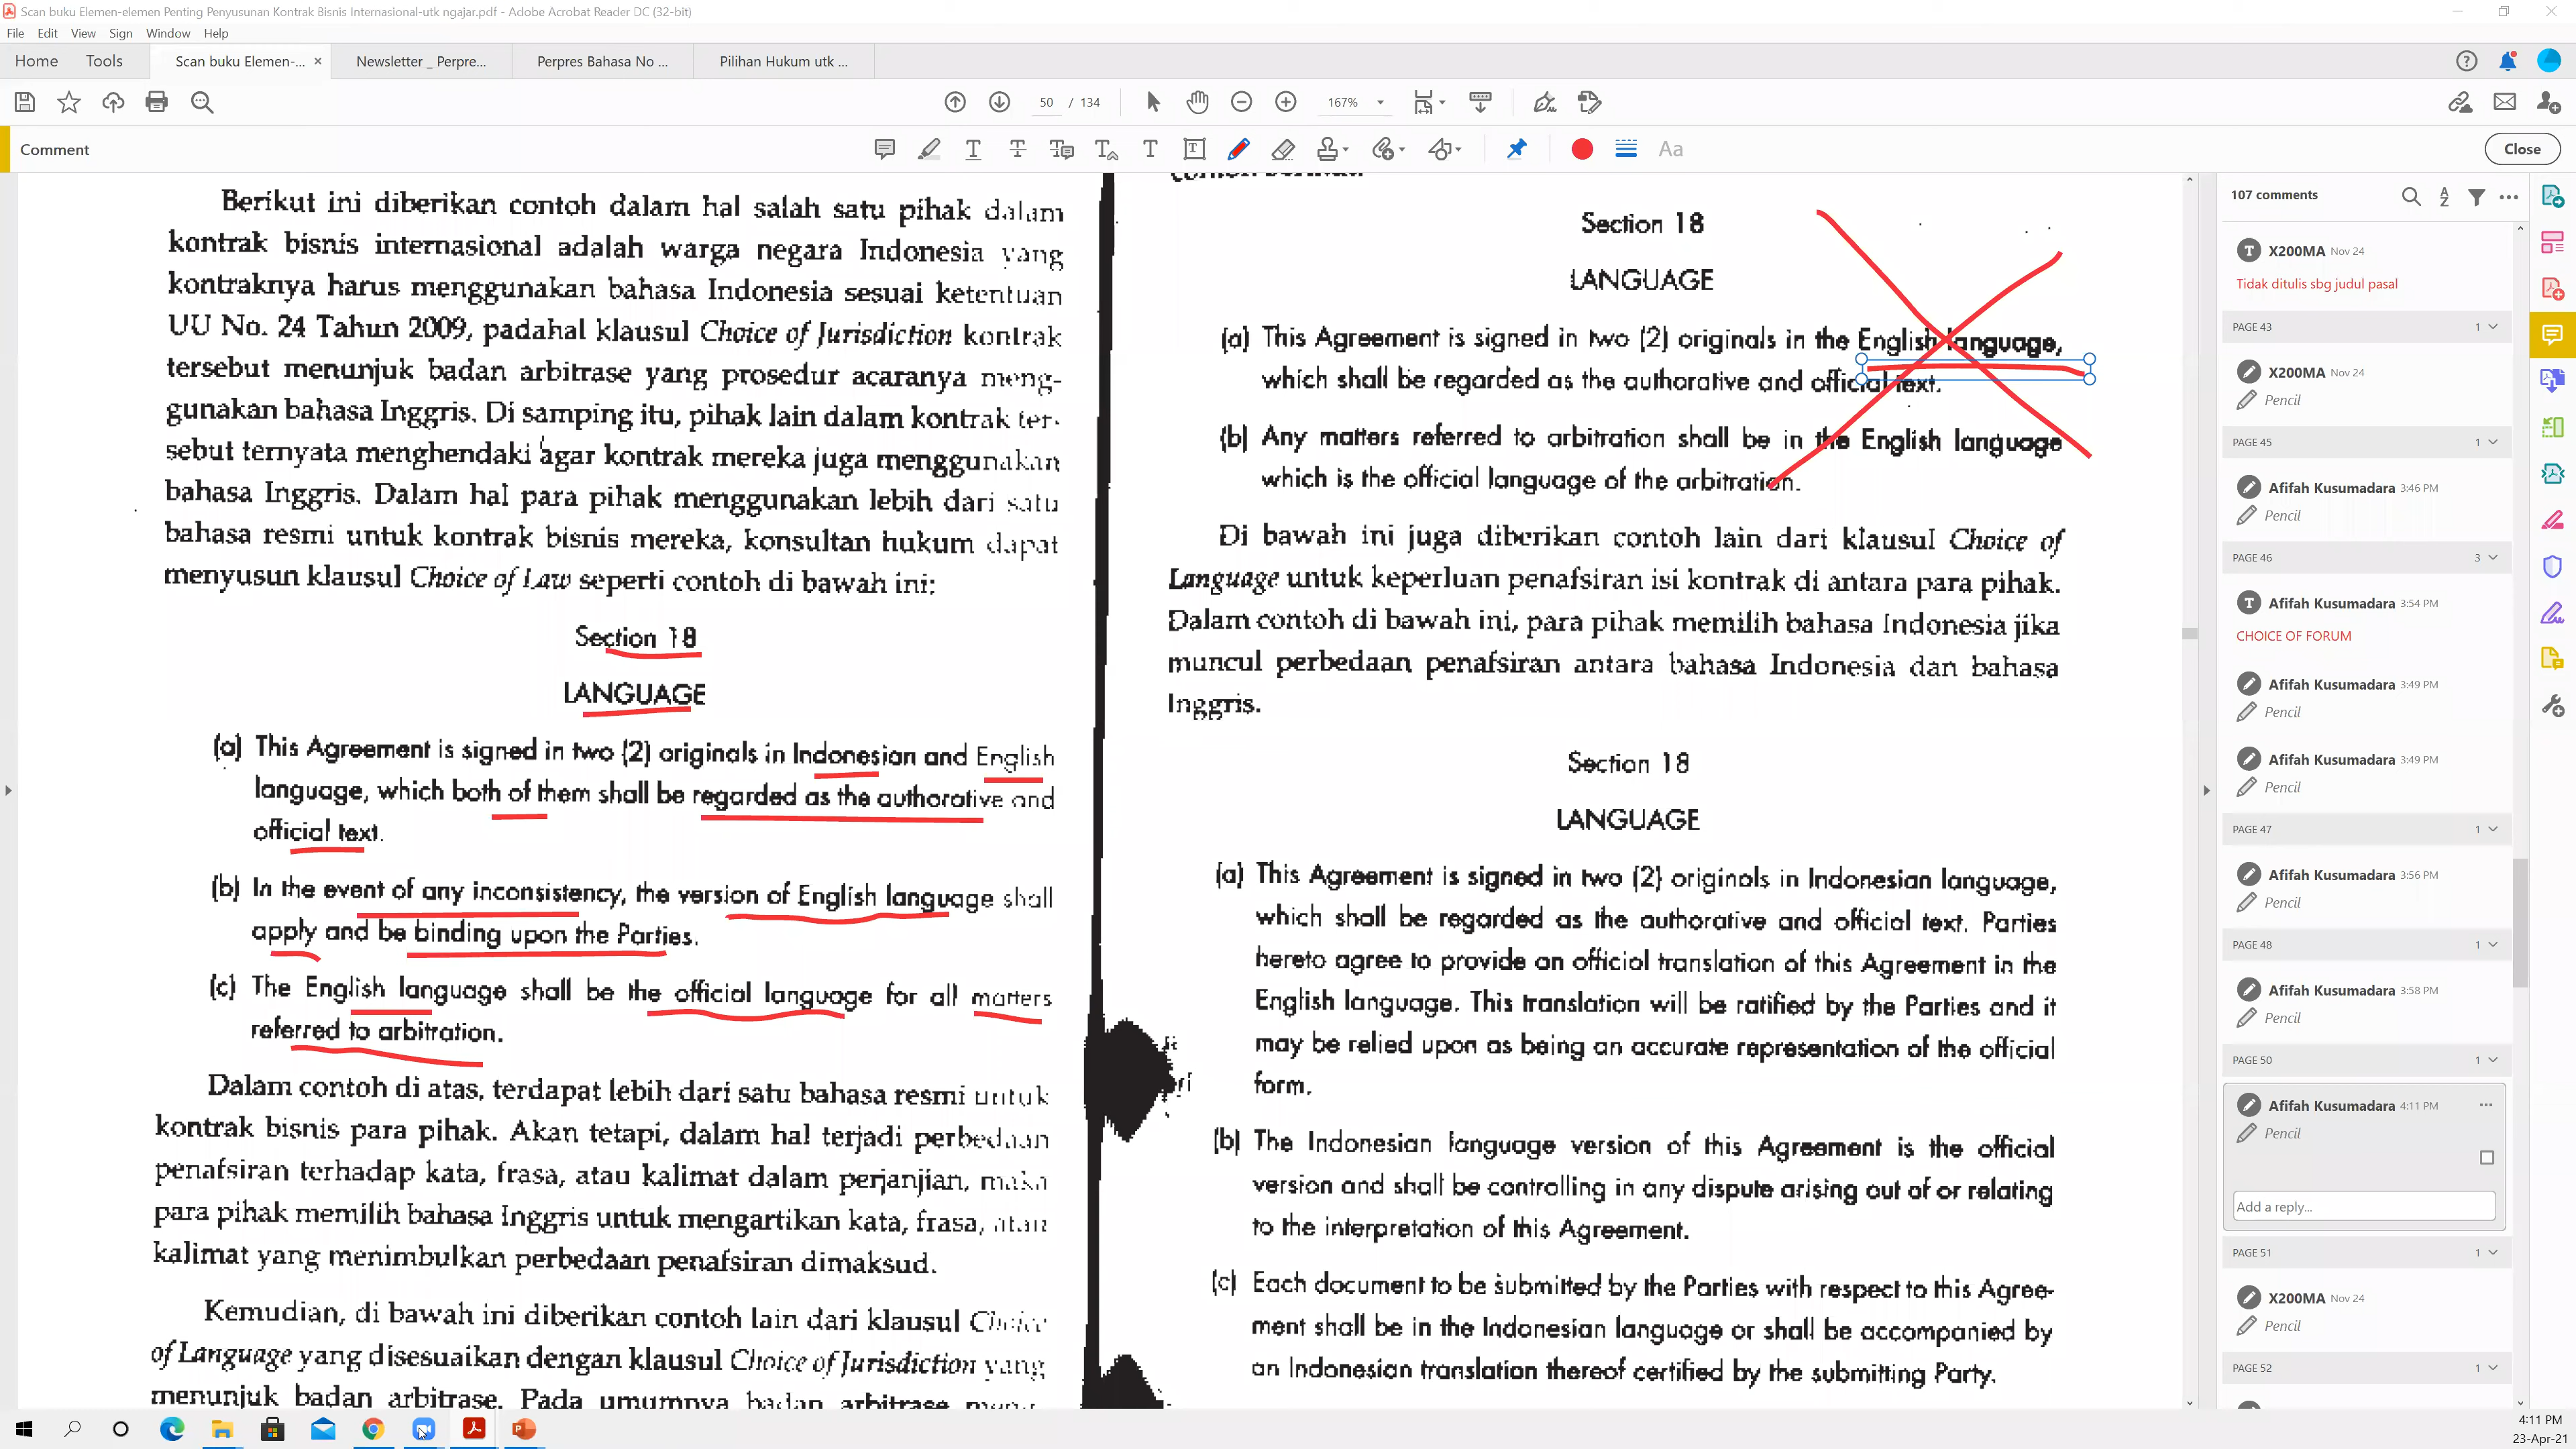 Scan buku Elemen-elemen Penting Penyusunan Kontrak Bisnis Internasional-utk ngajar.pdf - Adobe Acrobat Reader DC (32-bit)
File Edit View Sign Window Help
Home Tools Scan buku Elemen-... × Newsletter _ Perpre... Perpres Bahasa No ... Pilihan Hukum utk ...
50 / 134 167%
Comment Aa Close
Berikut ini diberikan contoh dalam hal salah satu pihak dalam
kontrak bisnis internasional adalah warga negara Indonesia yang
kontraknya harus menggunakan bahasa Indonesia sesuai ketentuan
UU No. 24 Tahun 2009, padahal klausul Choice of Jurisdiction kontrak
tersebut menunjuk badan arbitrase yang prosedur acaranya meng-
gunakan bahasa Inggris. Di samping itu, pihak lain dalam kontrak ter-
sebut ternyata menghendaki agar kontrak mereka juga menggunakan
bahasa Inggris. Dalam hal para pihak menggunakan lebih dari satu
bahasa resmi untuk kontrak bisnis mereka, konsultan hukum dapat
menyusun klausul Choice of Law seperti contoh di bawah ini:
Section 18
LANGUAGE
(a) This Agreement is signed in two (2) originals in Indonesian and English
language, which both of them shall be regarded as the authorative and
official text.
(b) In the event of any inconsistency, the version of English language shall
apply and be binding upon the Parties.
(c) The English language shall be the official language for all matters
referred to arbitration.
Dalam contoh di atas, terdapat lebih dari satu bahasa resmi untuk
kontrak bisnis para pihak. Akan tetapi, dalam hal terjadi perbedaan
penafsiran terhadap kata, frasa, atau kalimat dalam perjanjian, maka
para pihak memilih bahasa Inggris untuk mengartikan kata, frasa, atau
kalimat yang menimbulkan perbedaan penafsiran dimaksud.
Kemudian, di bawah ini diberikan contoh lain dari klausul Choice
of Language yang disesuaikan dengan klausul Choice of Jurisdiction yang
menunjuk badan arbitrase. Pada umumnya badan arbitrase
Section 18
LANGUAGE
(a) This Agreement is signed in two (2) originals in the English language,
which shall be regarded as the authorative and official text.
(b) Any matters referred to arbitration shall be in the English language
which is the official language of the arbitration.
Di bawah ini juga diberikan contoh lain dari klausul Choice of
Language untuk keperluan penafsiran isi kontrak di antara para pihak.
Dalam contoh di bawah ini, para pihak memilih bahasa Indonesia jika
muncul perbedaan penafsiran antara bahasa Indonesia dan bahasa
Inggris.
Section 18
LANGUAGE
(a) This Agreement is signed in two (2) originals in Indonesian language,
which shall be regarded as the authorative and official text. Parties
hereto agree to provide an official translation of this Agreement in the
English language. This translation will be ratified by the Parties and it
may be relied upon as being an accurate representation of the official
form.
(b) The Indonesian language version of this Agreement is the official
version and shall be controlling in any dispute arising out of or relating
to the interpretation of this Agreement.
(c) Each document to be submitted by the Parties with respect to this Agree-
ment shall be in the Indonesian language or shall be accompanied by
an Indonesian translation thereof certified by the submitting Party.
107 comments
X200MA Nov 24
Tidak ditulis sbg judul pasal
PAGE 43 1
X200MA Nov 24
Pencil
PAGE 45 1
Afifah Kusumadara 3:46 PM
Pencil
PAGE 46 3
Afifah Kusumadara 3:54 PM
CHOICE OF FORUM
Afifah Kusumadara 3:49 PM
Pencil
Afifah Kusumadara 3:49 PM
Pencil
PAGE 47 1
Afifah Kusumadara 3:56 PM
Pencil
PAGE 48 1
Afifah Kusumadara 3:58 PM
Pencil
PAGE 50 1
Afifah Kusumadara 4:11 PM
Pencil
Add a reply...
PAGE 51 1
X200MA Nov 24
Pencil
PAGE 52 1
4:11 PM
23-Apr-21